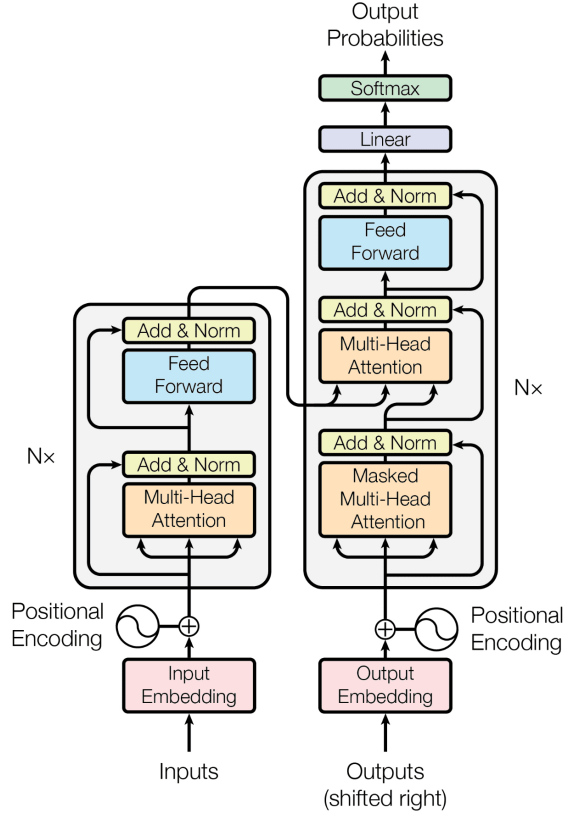 Output
Probabilities
Softmax
Linear
Add & Norm
Feed
Forward
Add & Norm
Multi-Head
Attention
Add & Norm
Masked
Multi-Head
Attention
Nx
Add & Norm
Feed
Forward
Add & Norm
Multi-Head
Attention
N×
Positional
Encoding
Positional
Encoding
Input
Embedding
Output
Embedding
Inputs
Outputs
(shifted right)